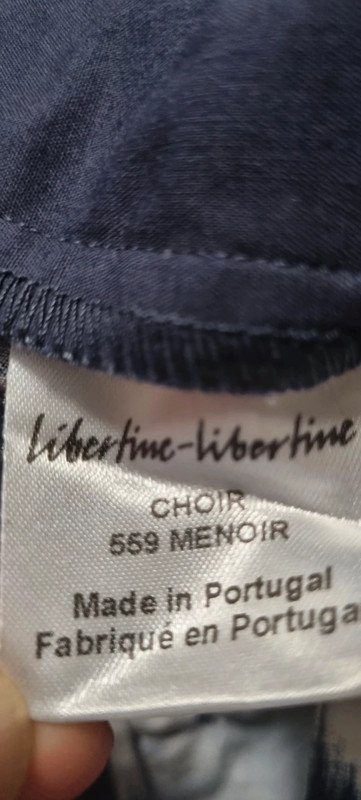 libertine-libertine
CHOIR
559 MENOIR
Made in Portugal
Fabriqué en Portuga